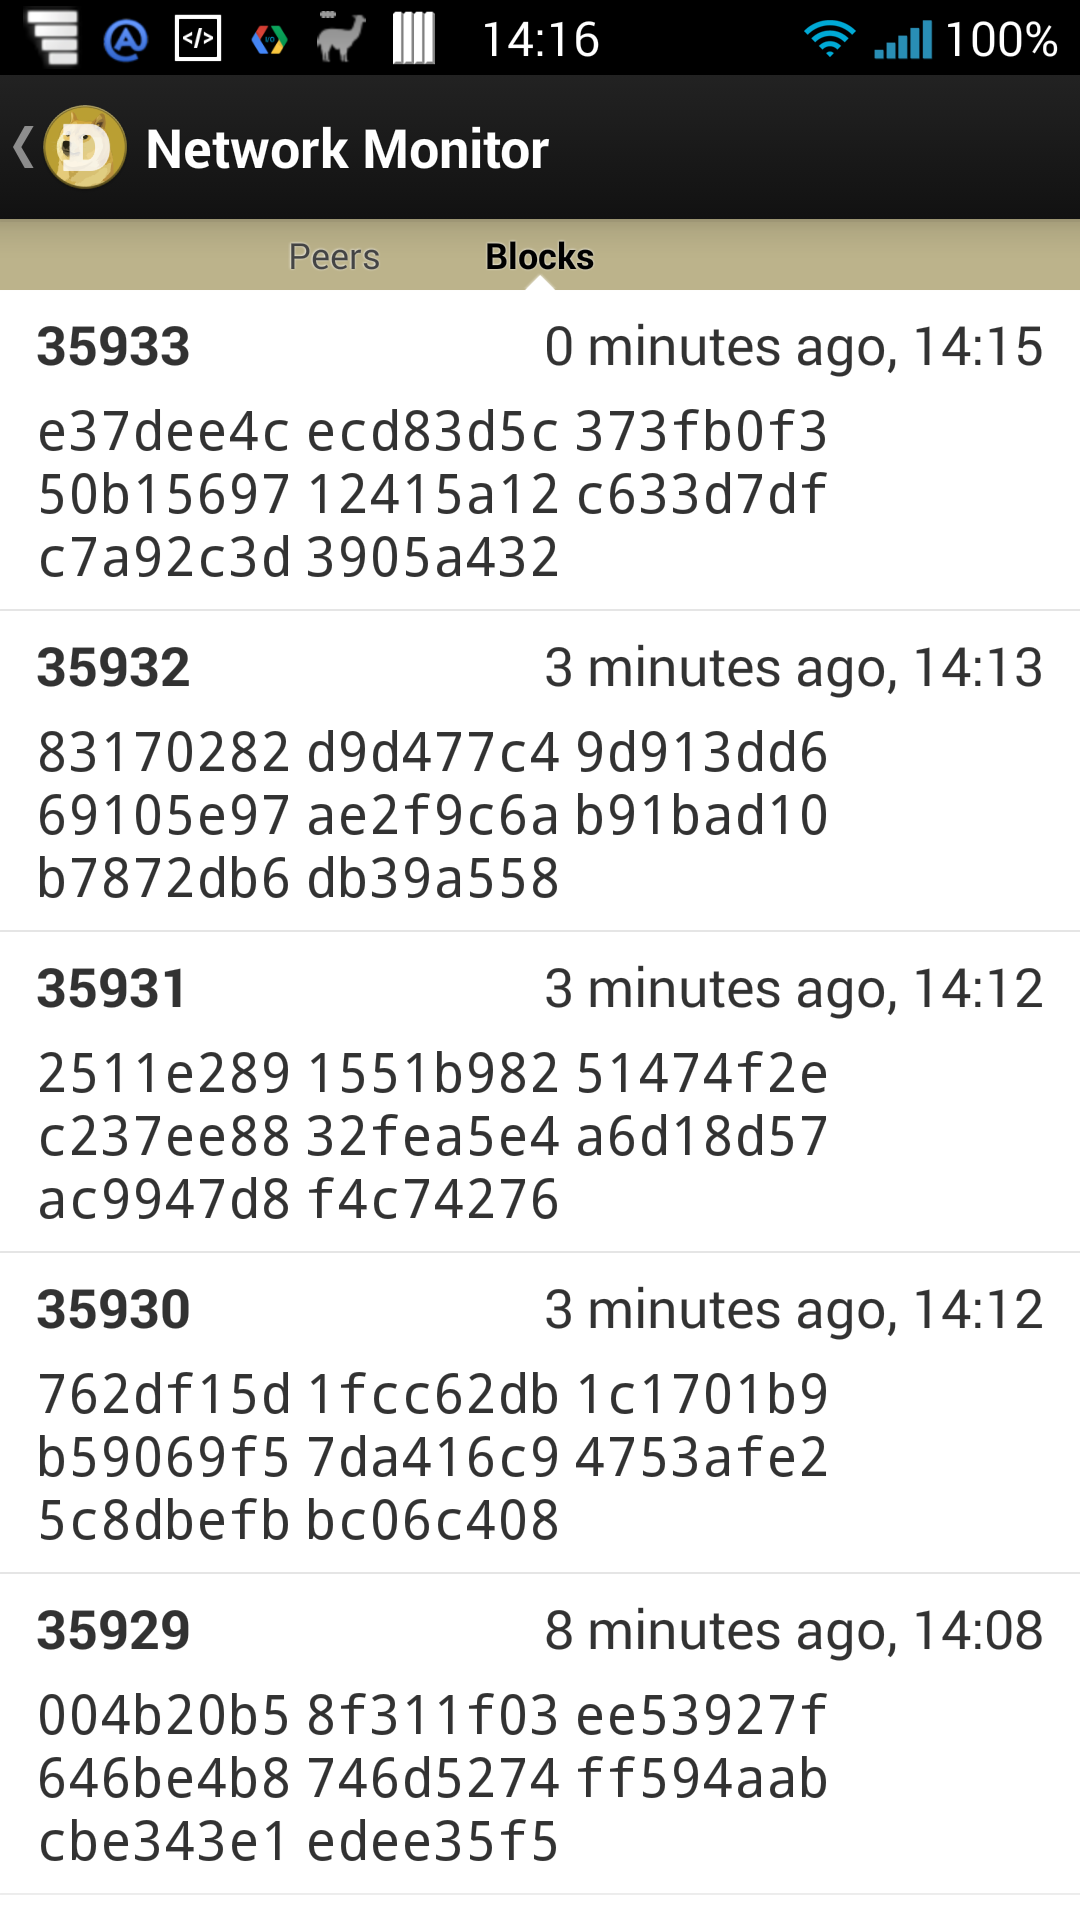 14:16 100%
D Network Monitor
Peers Blocks
35933 0 minutes ago, 14:15
e37dee4c ecd83d5c 373fb0f3
50b15697 12415a12 c633d7df
c7a92c3d 3905a432
35932 3 minutes ago, 14:13
83170282 d9d477c4 9d913dd6
69105e97 ae2f9c6a b91bad10
b7872db6 db39a558
35931 3 minutes ago, 14:12
2511e289 1551b982 51474f2e
c237ee88 32fea5e4 a6d18d57
ac9947d8 f4c74276
35930 3 minutes ago, 14:12
762df15d 1fcc62db 1c1701b9
b59069f5 7da416c9 4753afe2
5c8dbefb bc06c408
35929 8 minutes ago, 14:08
004b20b5 8f311f03 ee53927f
646be4b8 746d5274 ff594aab
cbe343e1 edee35f5